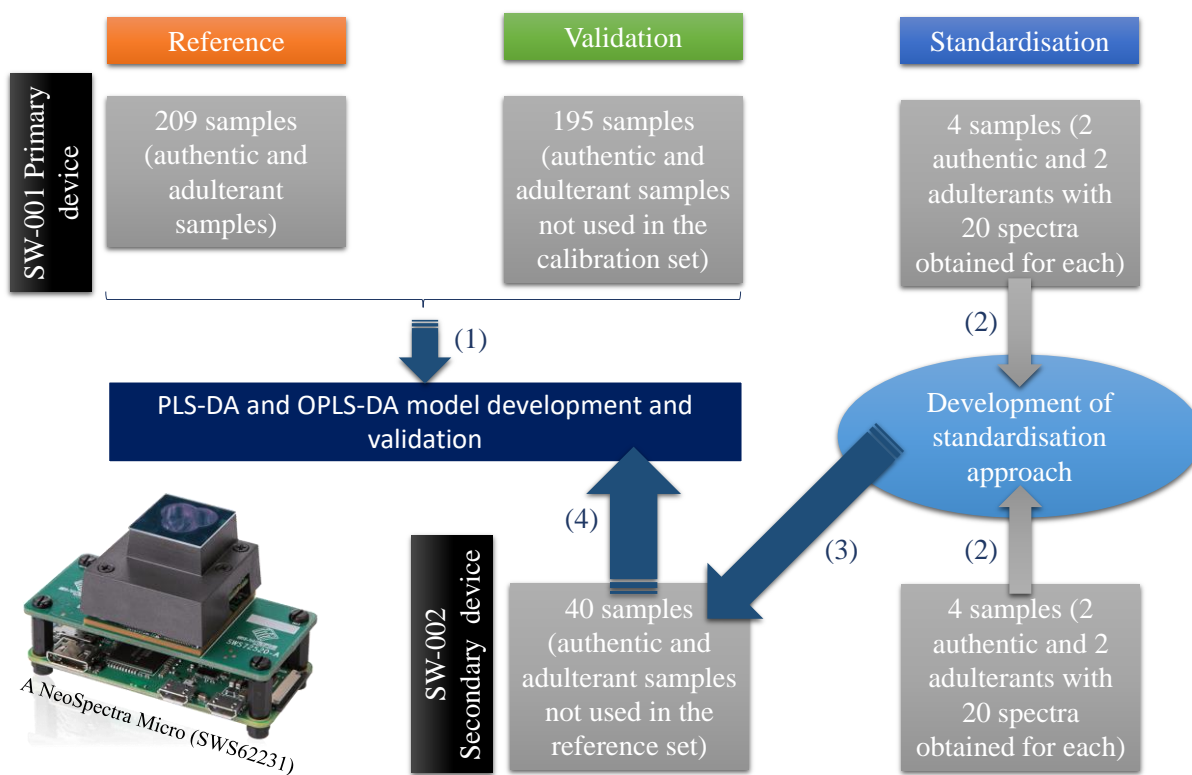 Reference
Validation
Standardisation
SW-001 Primary
device
209 samples
(authentic and
adulterant
samples)
195 samples
(authentic and
adulterant samples
not used in the
calibration set)
4 samples (2
authentic and 2
adulterants with
20 spectra
obtained for each)
(1)
(2)
PLS-DA and OPLS-DA model development and
validation
Development of
standardisation
approach
(4)
(3)
(2)
SW-002
Secondary device
40 samples
(authentic and
adulterant samples
not used in the
reference set)
4 samples (2
authentic and 2
adulterants with
20 spectra
obtained for each)
A NeoSpectra Micro (SWS62231)